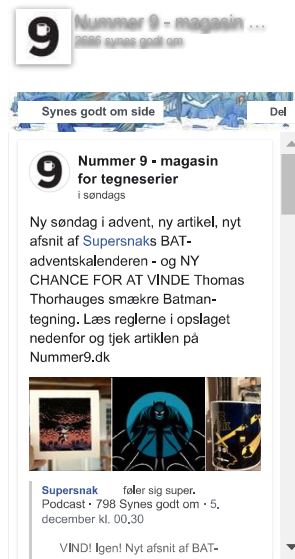 9
Nummer 9 - magasin ...
2686 synes godt om
Synes godt om side
Del
9
Nummer 9 - magasin
for tegneserier
i søndags
Ny søndag i advent, ny artikel, nyt
afsnit af Supersnaks BAT-
adventskalenderen - og NY
CHANCE FOR AT VINDE Thomas
Thorhauges smækre Batman-
tegning. Læs reglerne i opslaget
nedenfor og tjek artiklen på
Nummer9.dk
Supersnak føler sig super.
Podcast · 798 Synes godt om · 5.
december kl. 00.30
VIND! Igen! Nyt afsnit af BAT-